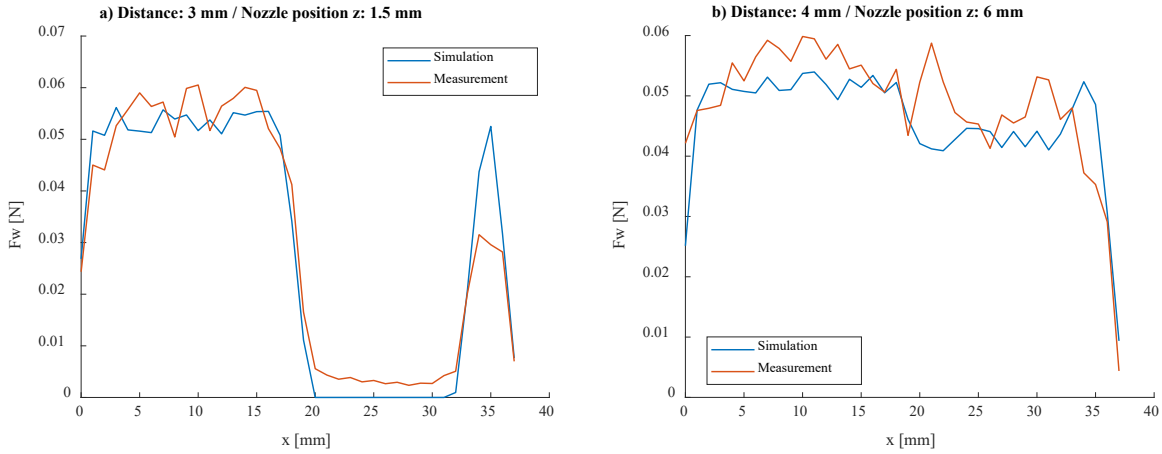 a) Distance: 3 mm / Nozzle position z: 1.5 mm
0.07
0.06
0.05
0.04
0.03
0.02
0.01
0
Fw [N]
Simulation
Measurement
0 5 10 15 20 25 30 35 40
x [mm]
b) Distance: 4 mm / Nozzle position z: 6 mm
0.06
0.05
0.04
0.03
0.02
0.01
0
Fw [N]
Simulation
Measurement
0 5 10 15 20 25 30 35 40
x [mm]